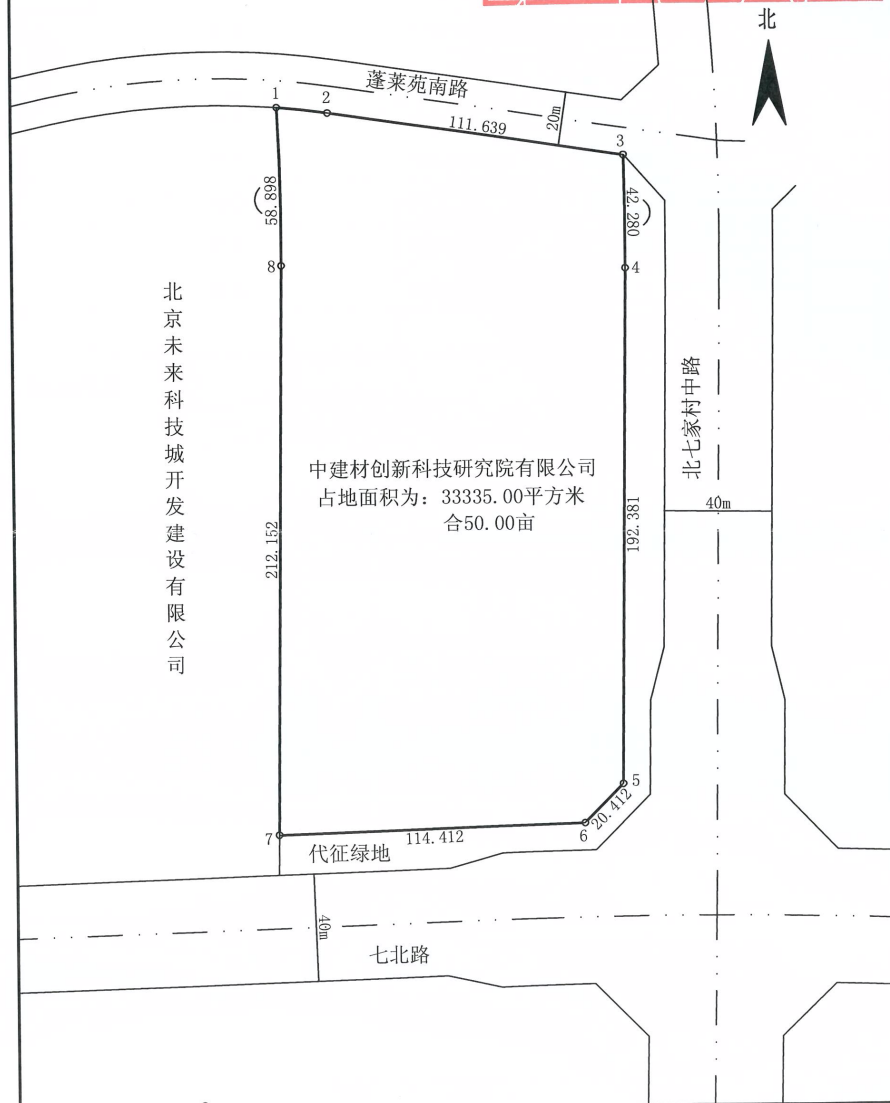 北
蓬莱苑南路
1
2
111.639
20m
3
58.898
42.280
8
4
北京未来科技城开发建设有限公司
北七家村中路
中建材创新科技研究院有限公司
占地面积为：33335.00平方米
合50.00亩
40m
212.152
192.381
5
20.412
6
7
114.412
代征绿地
40m
七北路